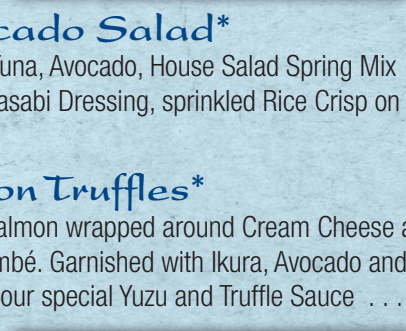 cado Salad*
una, Avocado, House Salad Spring Mix
asabi Dressing, sprinkled Rice Crisp on
on Truffles*
almon wrapped around Cream Cheese a
mbé. Garnished with Ikura, Avocado and
our special Yuzu and Truffle Sauce . . .